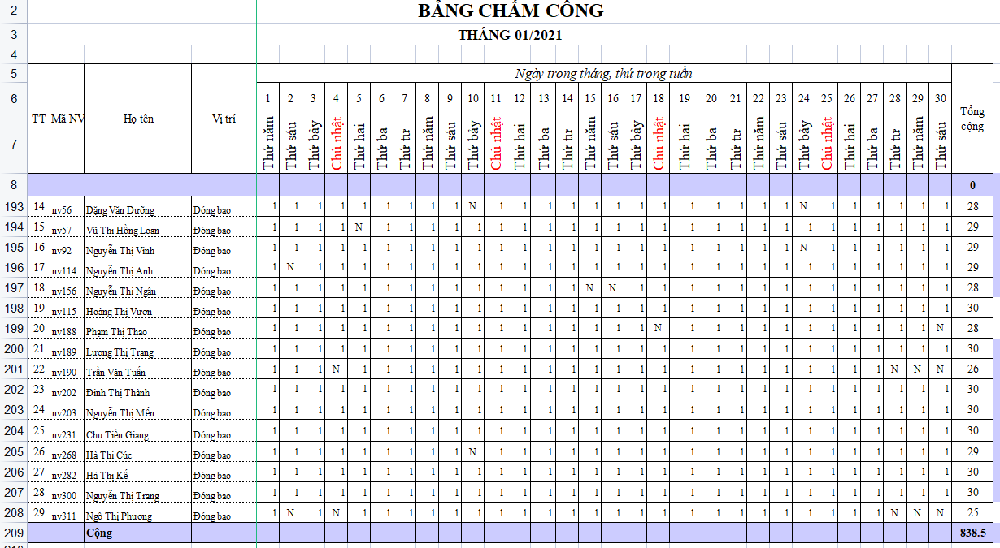 2 BẢNG CHẤM CÔNG
3 THÁNG 01/2021
4
5 Ngày trong tháng, thứ trong tuần
6 TT Mã NV Họ tên Vị trí 1 2 3 4 5 6 7 8 9 10 11 12 13 14 15 16 17 18 19 20 21 22 23 24 25 26 27 28 29 30 Tổng cộng
7 Thứ năm Thứ sáu Thứ bảy Chủ nhật Thứ hai Thứ ba Thứ tư Thứ năm Thứ sáu Thứ bảy Chủ nhật Thứ hai Thứ ba Thứ tư Thứ năm Thứ sáu Thứ bảy Chủ nhật Thứ hai Thứ ba Thứ tư Thứ năm Thứ sáu Thứ bảy Chủ nhật Thứ hai Thứ ba Thứ tư Thứ năm Thứ sáu
8 0
193 14 nv56 Đặng Văn Dưỡng Đóng bao 1 1 1 1 1 1 1 1 1 N 1 1 1 1 1 1 1 1 1 1 1 1 1 N 1 1 1 1 1 1 28
194 15 nv57 Vũ Thị Hồng Loan Đóng bao 1 1 1 1 N 1 1 1 1 1 1 1 1 1 1 1 1 1 1 1 1 1 1 1 1 1 1 1 1 1 29
195 16 nv92 Nguyễn Thị Vinh Đóng bao 1 1 1 1 1 1 1 1 1 1 1 1 1 1 1 1 1 1 1 1 1 1 1 N 1 1 1 1 1 1 29
196 17 nv114 Nguyễn Thị Anh Đóng bao 1 N 1 1 1 1 1 1 1 1 1 1 1 1 1 1 1 1 1 1 1 1 1 1 1 1 1 1 1 1 29
197 18 nv156 Nguyễn Thị Ngân Đóng bao 1 1 1 1 1 1 1 1 1 1 1 1 1 1 N N 1 1 1 1 1 1 1 1 1 1 1 1 1 1 28
198 19 nv115 Hoàng Thị Vươn Đóng bao 1 1 1 1 1 1 1 1 1 1 1 1 1 1 1 1 1 1 1 1 1 1 1 1 1 1 1 1 1 1 30
199 20 nv188 Phạm Thị Thao Đóng bao 1 1 1 1 1 1 1 1 1 1 1 1 1 1 1 1 1 N 1 1 1 1 1 1 1 1 1 1 1 N 28
200 21 nv189 Lương Thị Trang Đóng bao 1 1 1 1 1 1 1 1 1 1 1 1 1 1 1 1 1 1 1 1 1 1 1 1 1 1 1 1 1 1 30
201 22 nv190 Trần Văn Tuấn Đóng bao 1 1 1 N 1 1 1 1 1 1 1 1 1 1 1 1 1 1 1 1 1 1 1 1 1 1 1 N N N 26
202 23 nv202 Đinh Thị Thành Đóng bao 1 1 1 1 1 1 1 1 1 1 1 1 1 1 1 1 1 1 1 1 1 1 1 1 1 1 1 1 1 1 30
203 24 nv203 Nguyễn Thị Mến Đóng bao 1 1 1 1 1 1 1 1 1 1 1 1 1 1 1 1 1 1 1 1 1 1 1 1 1 1 1 1 1 1 30
204 25 nv231 Chu Tiến Giang Đóng bao 1 1 1 1 1 1 1 1 1 1 1 1 1 1 1 1 1 1 1 1 1 1 1 1 1 1 1 1 1 1 30
205 26 nv268 Hà Thị Cúc Đóng bao 1 1 1 1 1 1 1 1 1 N 1 1 1 1 1 1 1 1 1 1 1 1 1 1 1 1 1 1 1 1 29
206 27 nv282 Hà Thị Kế Đóng bao 1 1 1 1 1 1 1 1 1 1 1 1 1 1 1 1 1 1 1 1 1 1 1 1 1 1 1 1 1 1 30
207 28 nv300 Nguyễn Thị Trang Đóng bao 1 1 1 1 1 1 1 1 1 1 1 1 1 1 1 1 1 1 1 1 1 1 1 1 1 1 1 1 1 1 30
208 29 nv311 Ngô Thị Phương Đóng bao 1 N 1 N 1 1 1 1 1 1 1 1 1 1 1 1 1 1 1 1 1 1 1 1 1 1 1 N N N 25
209 Cộng 838.5